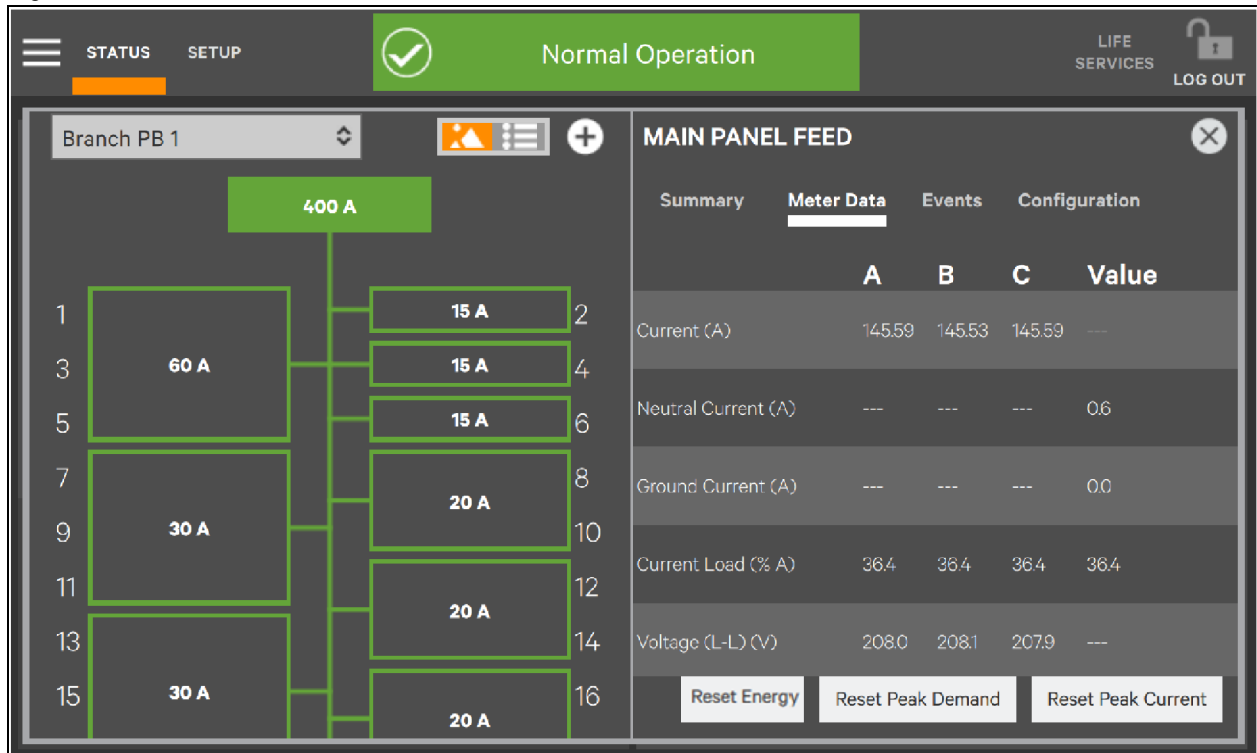 STATUS SETUP
Normal Operation
LIFE
SERVICES
LOG OUT
Branch PB 1
400 A
1
3
5
60 A
15 A
2
15 A
4
15 A
6
7
9
11
30 A
20 A
8
10
20 A
12
14
13
15
30 A
20 A
16
MAIN PANEL FEED
Summary Meter Data Events Configuration
A B C Value
Current (A) 145.59 145.53 145.59 ---
Neutral Current (A) --- --- --- 0.6
Ground Current (A) --- --- --- 0.0
Current Load (% A) 36.4 36.4 36.4 36.4
Voltage (L-L) (V) 208.0 208.1 207.9 ---
Reset Energy Reset Peak Demand Reset Peak Current